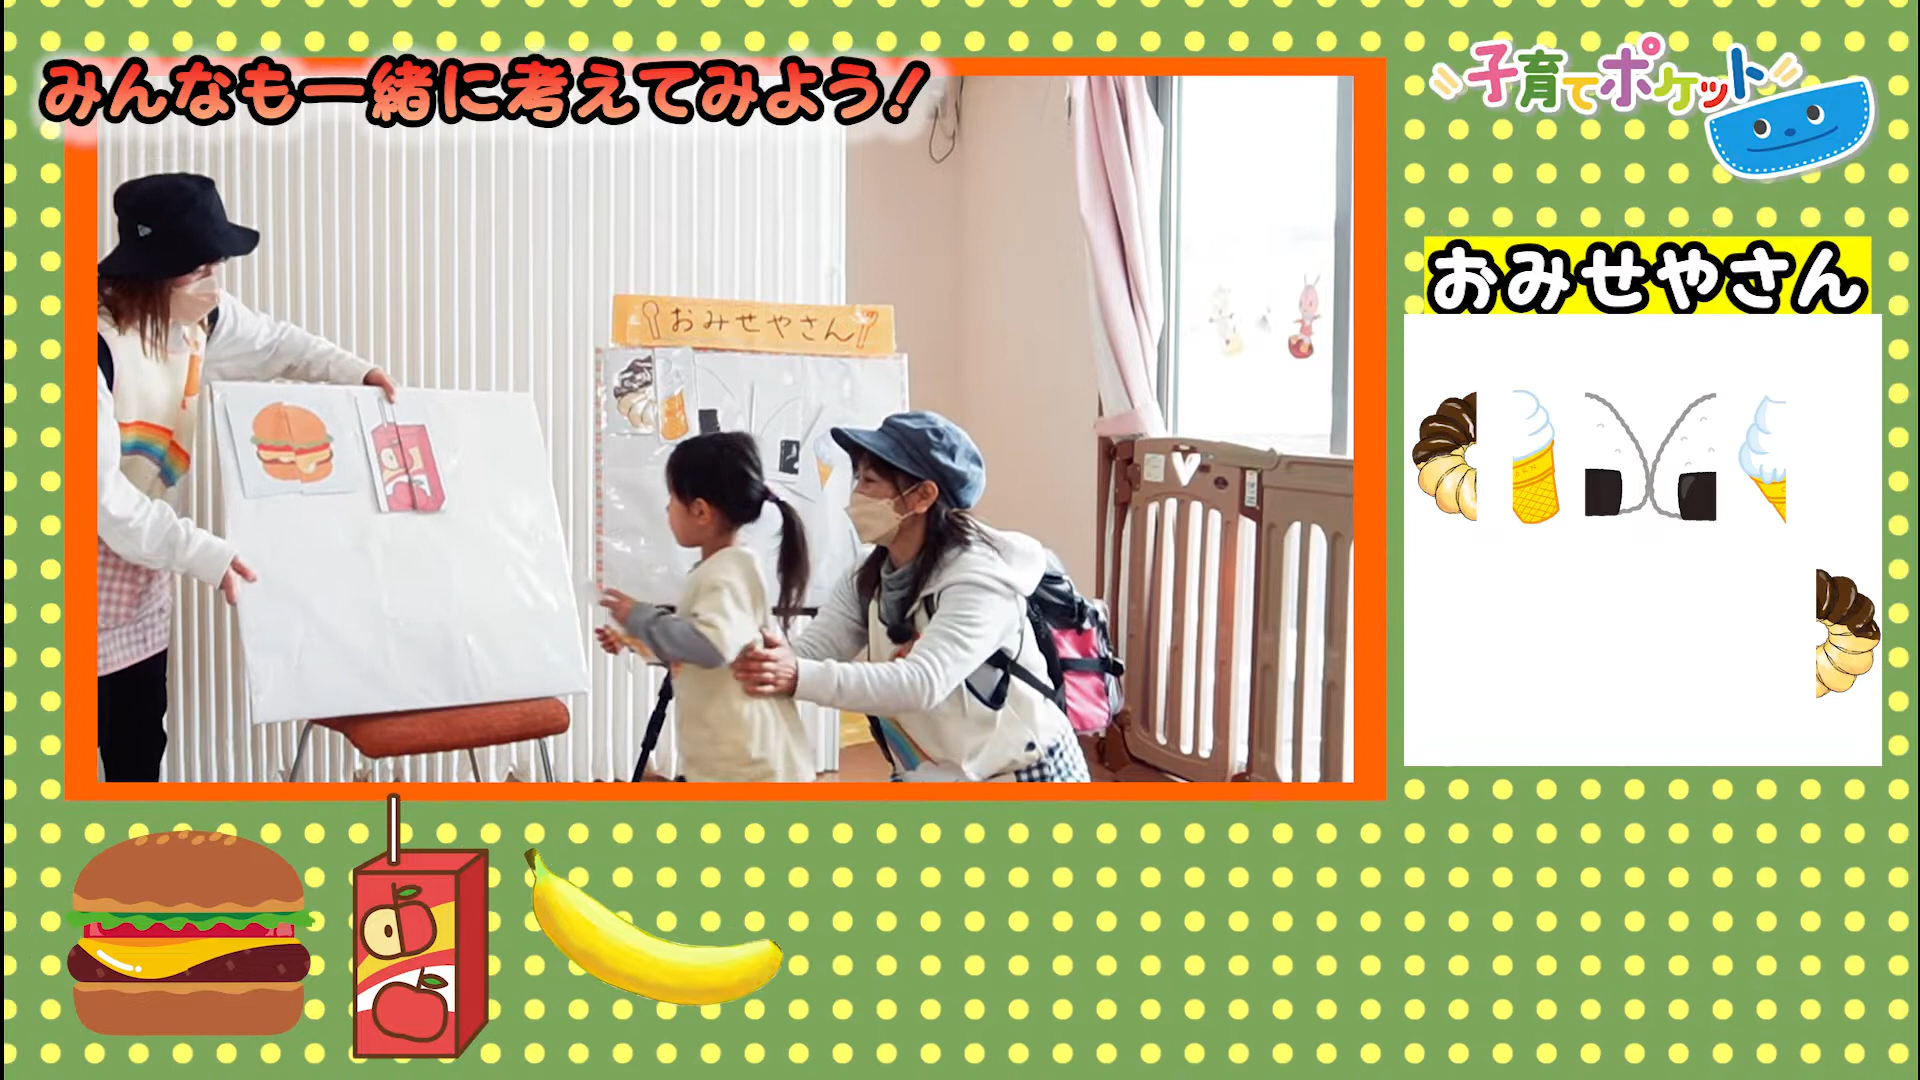 みんなも一緒に考えてみよう!
子育てポケット
おみせやさん
おみせやさん